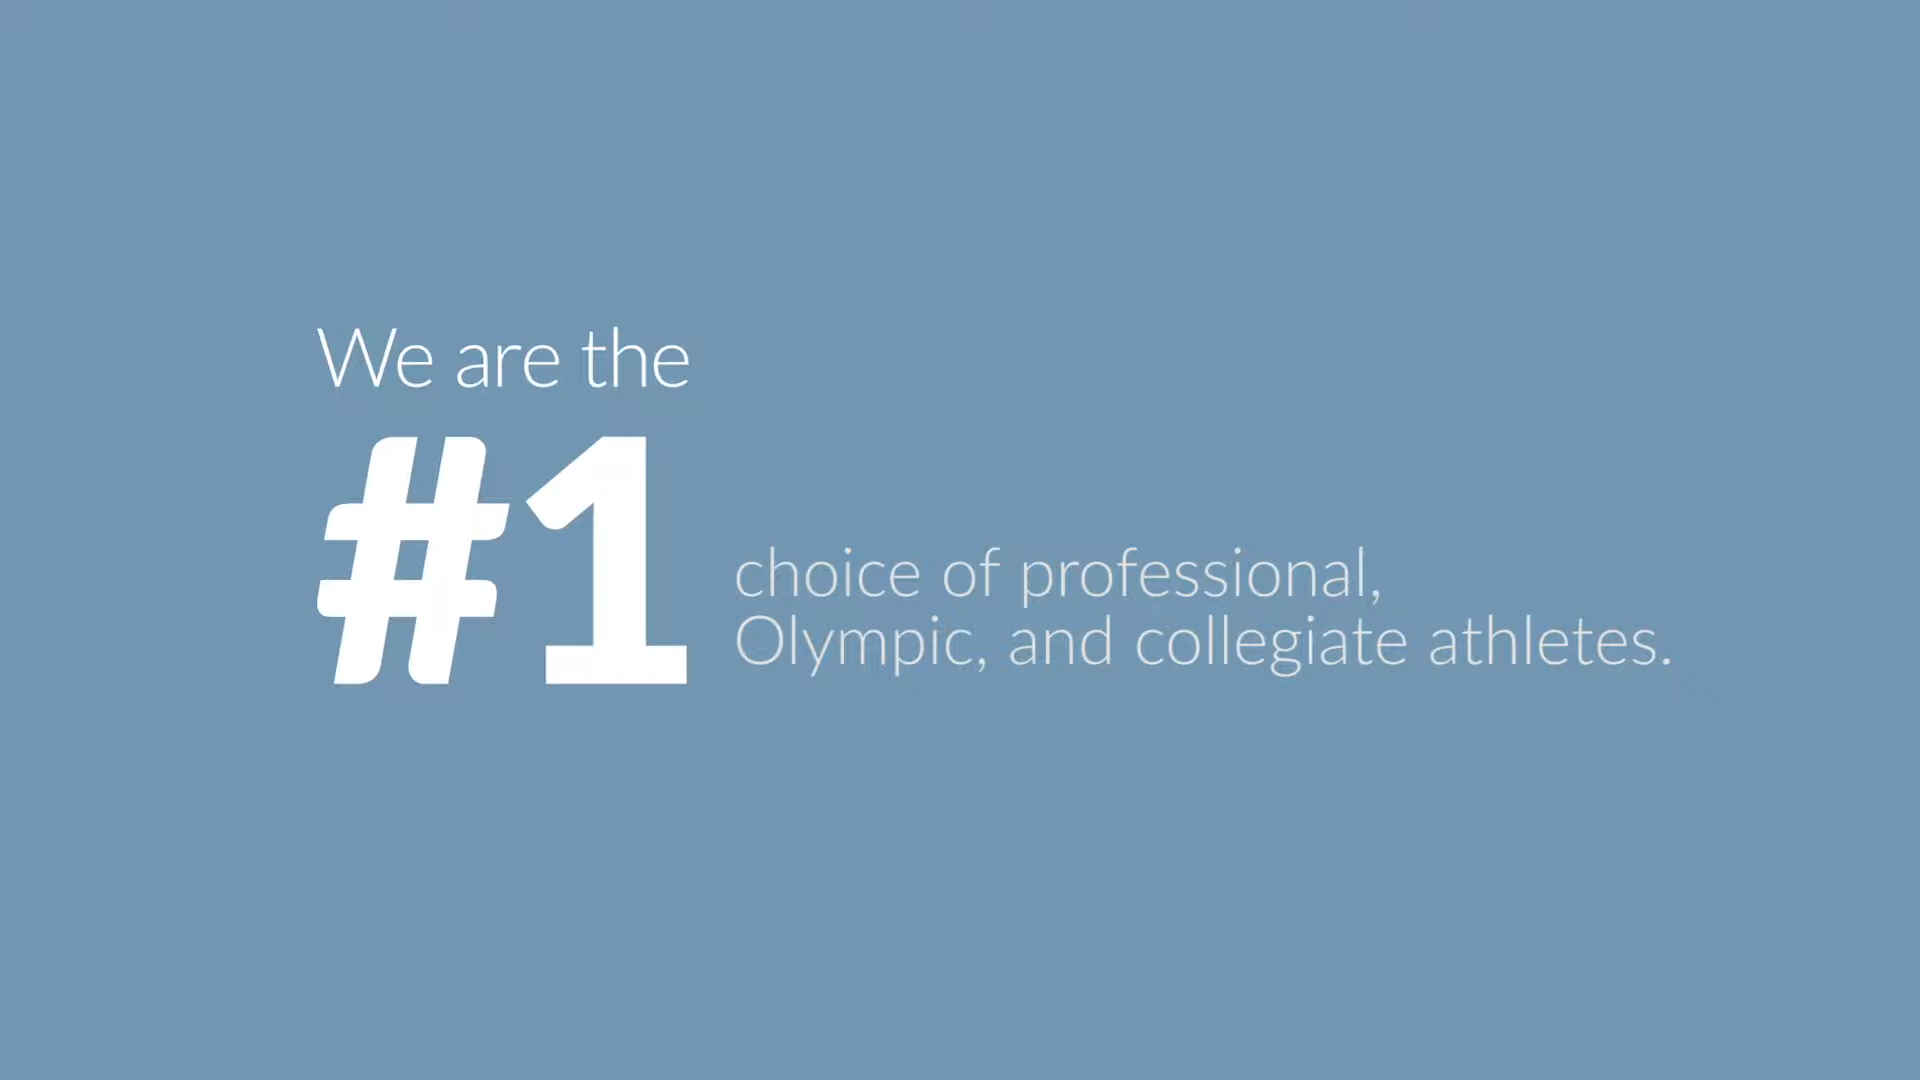 We are the
#1
choice of professional,
Olympic, and collegiate athletes.